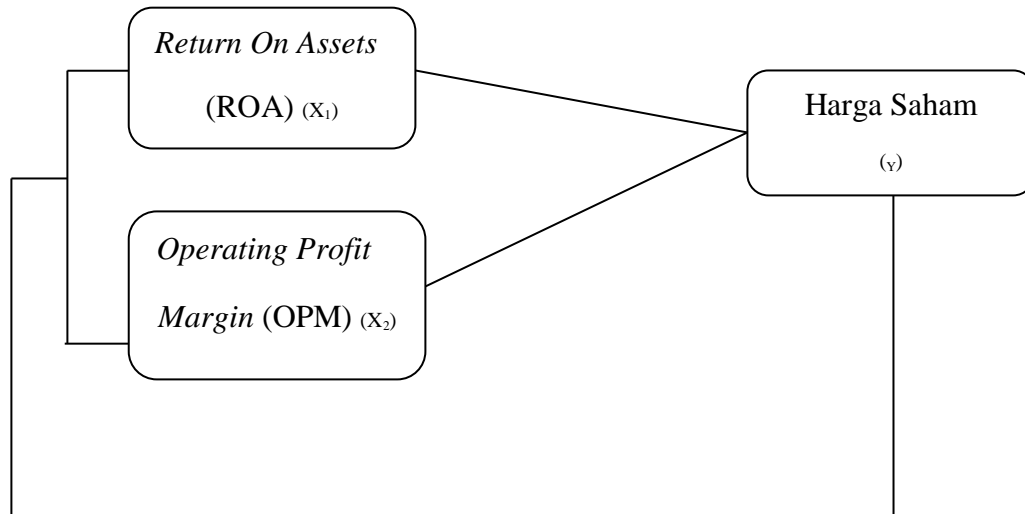 Return On Assets
(ROA) (X₁)
Harga Saham
(Y)
Operating Profit
Margin (OPM) (X₂)